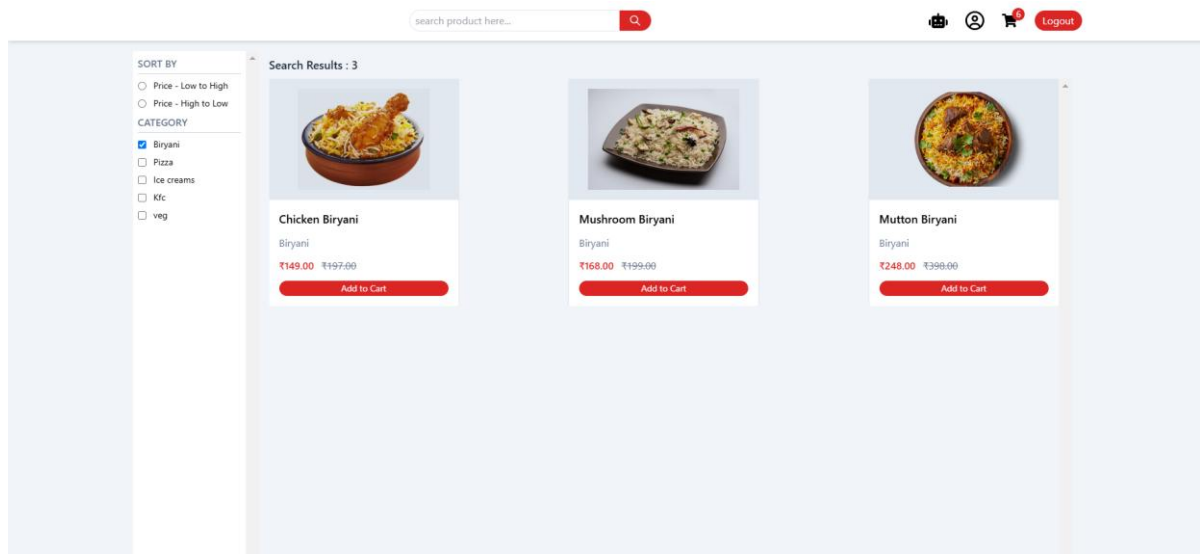 search product here...
6
Logout
SORT BY
Price - Low to High
Price - High to Low
CATEGORY
Biryani
Pizza
Ice creams
Kfc
veg
Search Results : 3
Chicken Biryani
Biryani
₹149.00 ₹197.00
Add to Cart
Mushroom Biryani
Biryani
₹168.00 ₹199.00
Add to Cart
Mutton Biryani
Biryani
₹248.00 ₹398.00
Add to Cart